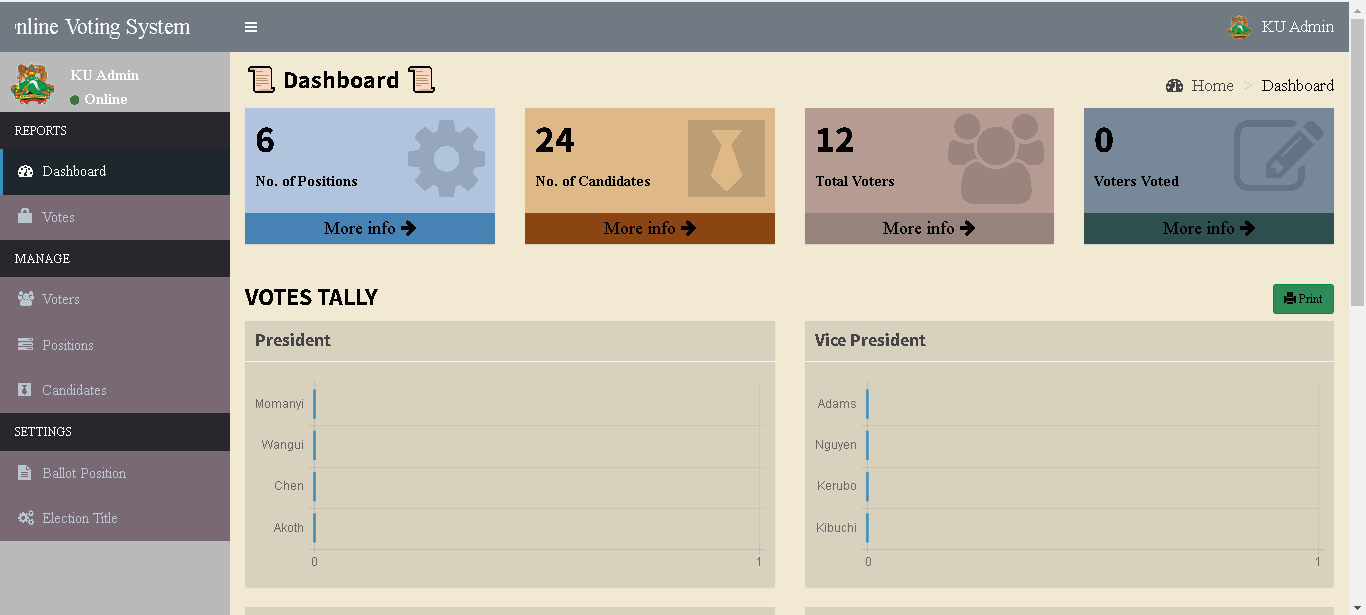 nline Voting System
KU Admin
KU Admin
Online
REPORTS
Dashboard
Votes
MANAGE
Voters
Positions
Candidates
SETTINGS
Ballot Position
Election Title
Dashboard
Home > Dashboard
6
No. of Positions
More info
24
No. of Candidates
More info
12
Total Voters
More info
0
Voters Voted
More info
VOTES TALLY
Print
President
Momanyi
Wangui
Chen
Akoth
0 1
Vice President
Adams
Nguyen
Kerubo
Kibuchi
0 1